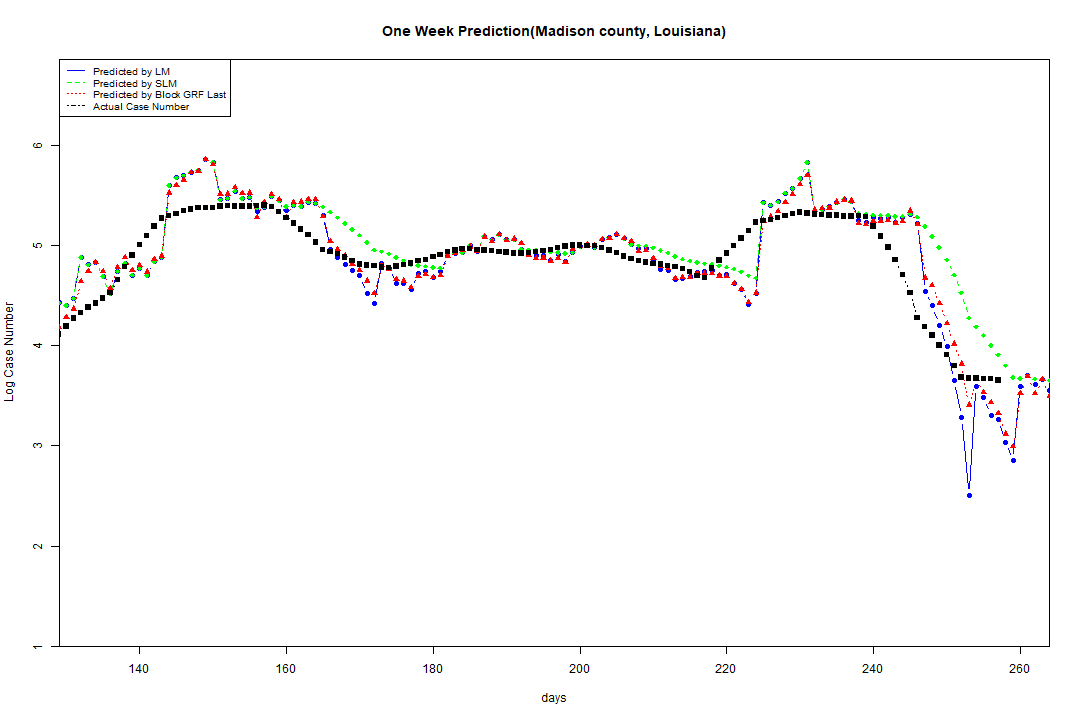 One Week Prediction(Madison county, Louisiana)
Predicted by LM
Predicted by SLM
Predicted by Block GRF Last
Actual Case Number
6
5
4
3
2
1
Log Case Number
140 160 180 200 220 240 260
days